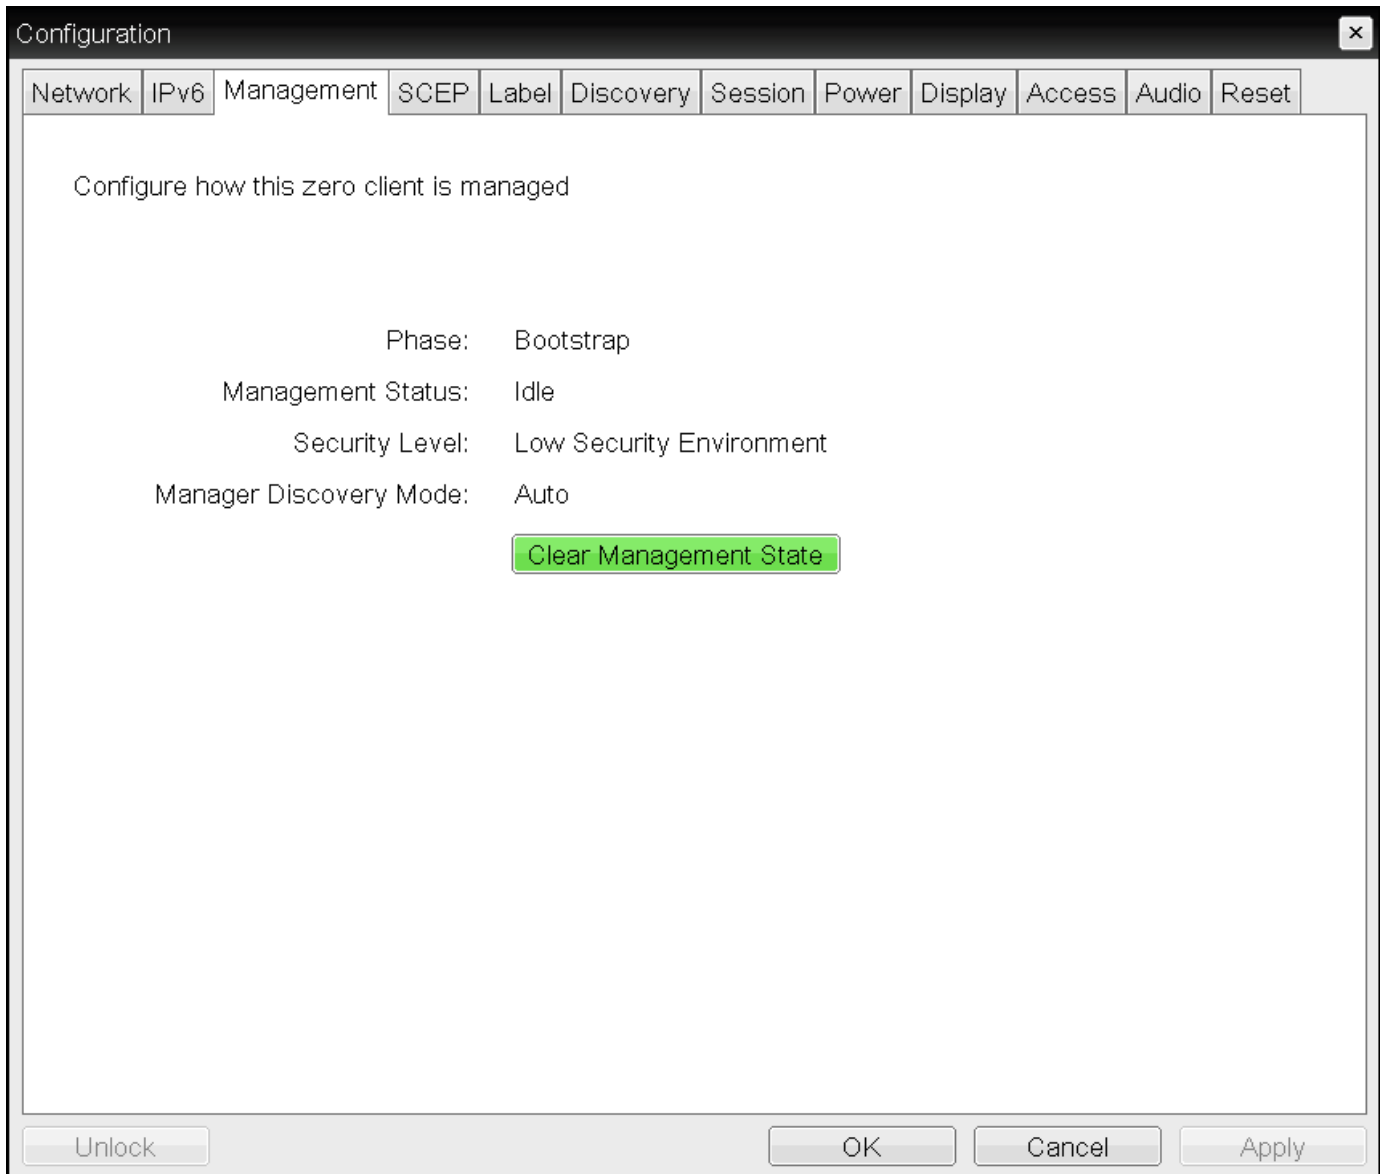 Configuration
Network IPv6 Management SCEP Label Discovery Session Power Display Access Audio Reset
Configure how this zero client is managed
Phase: Bootstrap
Management Status: Idle
Security Level: Low Security Environment
Manager Discovery Mode: Auto
Clear Management State
Unlock OK Cancel Apply